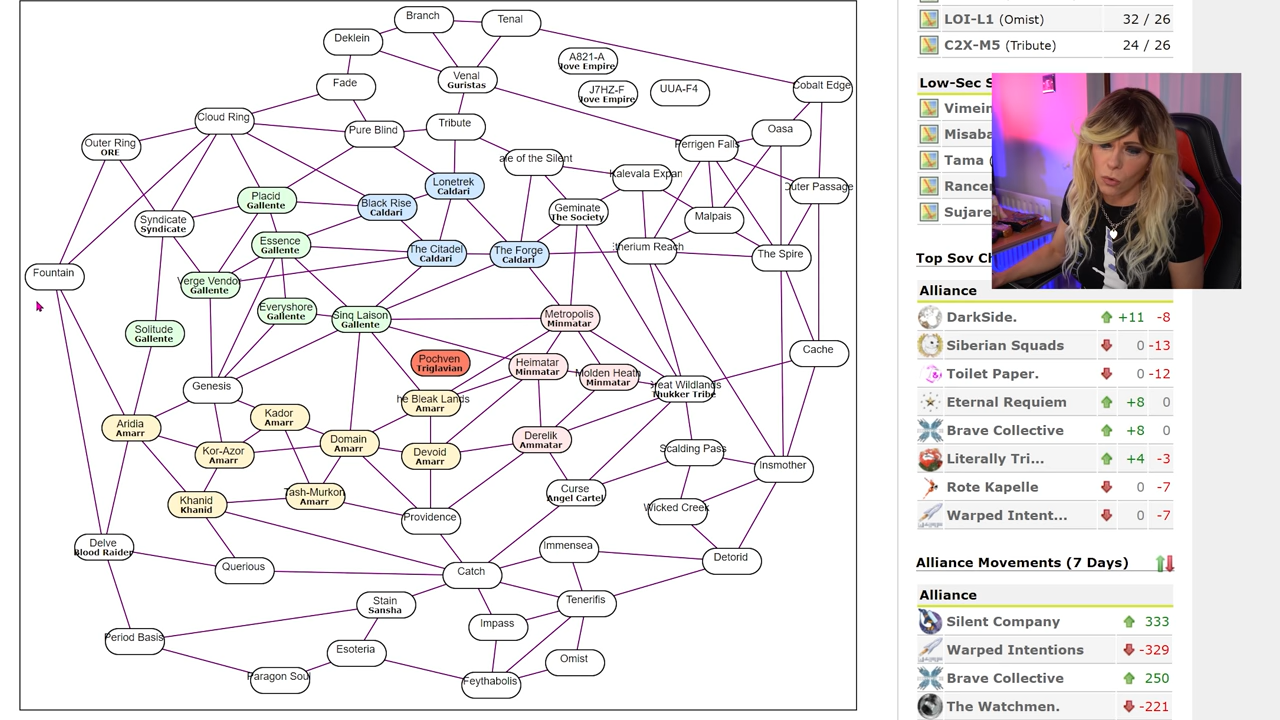 Branch
Tenal
Deklein
A821-A
Jove Empire
Venal
Guristas
Fade
J7HZ-F
Jove Empire
UUA-F4
Cobalt Edge
Cloud Ring
Pure Blind
Tribute
Oasa
Outer Ring
ORE
Perrigen Falls
ate of the Silent
Kalevala Expan
Lonetrek
Caldari
Outer Passage
Placid
Gallente
Black Rise
Caldari
Geminate
The Society
Malpais
Syndicate
Syndicate
Essence
Gallente
The Citadel
Caldari
The Forge
Caldari
therium Reach
The Spire
Fountain
Verge Vendor
Gallente
Everyshore
Gallente
Sinq Laison
Gallente
Metropolis
Minmatar
Solitude
Gallente
Cache
Pochven
Triglavian
Heimatar
Minmatar
Molden Heath
Minmatar
Genesis
reat Wildlands
Thukker Tribe
he Bleak Lands
Amarr
Aridia
Amarr
Kador
Amarr
Domain
Amarr
Derelik
Ammatar
Kor-Azor
Amarr
Devoid
Amarr
Scalding Pass
Insmother
Khanid
Khanid
Tash-Murkon
Amarr
Curse
Angel Cartel
Wicked Creek
Providence
Delve
Blood Raider
Immensea
Detorid
Querious
Catch
Stain
Sansha
Tenerifis
Impass
Period Basis
Esoteria
Omist
Paragon Soul
Feythabolis
LOI-L1 (Omist) 32 / 26
C2X-M5 (Tribute) 24 / 26
Low-Sec S
Vimein
Misaba
Tama (
Rancer
Sujare
Top Sov Ch
Alliance
DarkSide. +11 -8
Siberian Squads 0 -13
Toilet Paper. 0 -12
Eternal Requiem +8 0
Brave Collective +8 0
Literally Tri... +4 -3
Rote Kapelle 0 -7
Warped Intent... 0 -7
Alliance Movements (7 Days)
Alliance
Silent Company 333
Warped Intentions -329
Brave Collective 250
The Watchmen. -221